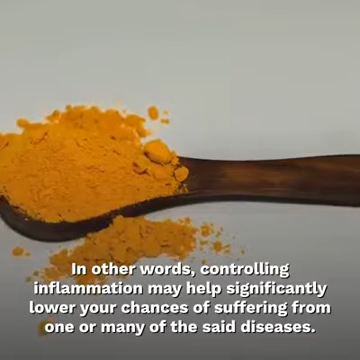 In other words, controlling
inflammation may help significantly
lower your chances of suffering from
one or many of the said diseases.